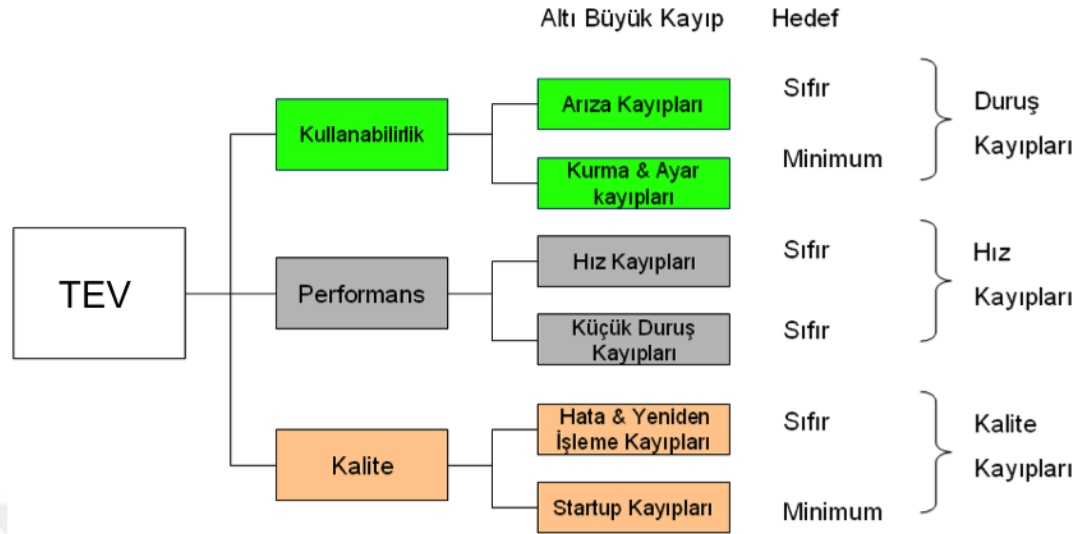 Altı Büyük Kayıp Hedef
TEV
Kullanabilirlik
Arıza Kayıpları
Sıfır
Kurma & Ayar
kayıpları
Minimum
Duruş
Kayıpları
Performans
Hız Kayıpları
Sıfır
Küçük Duruş
Kayıpları
Sıfır
Hız
Kayıpları
Kalite
Hata & Yeniden
İşleme Kayıpları
Sıfır
Startup Kayıpları
Minimum
Kalite
Kayıpları